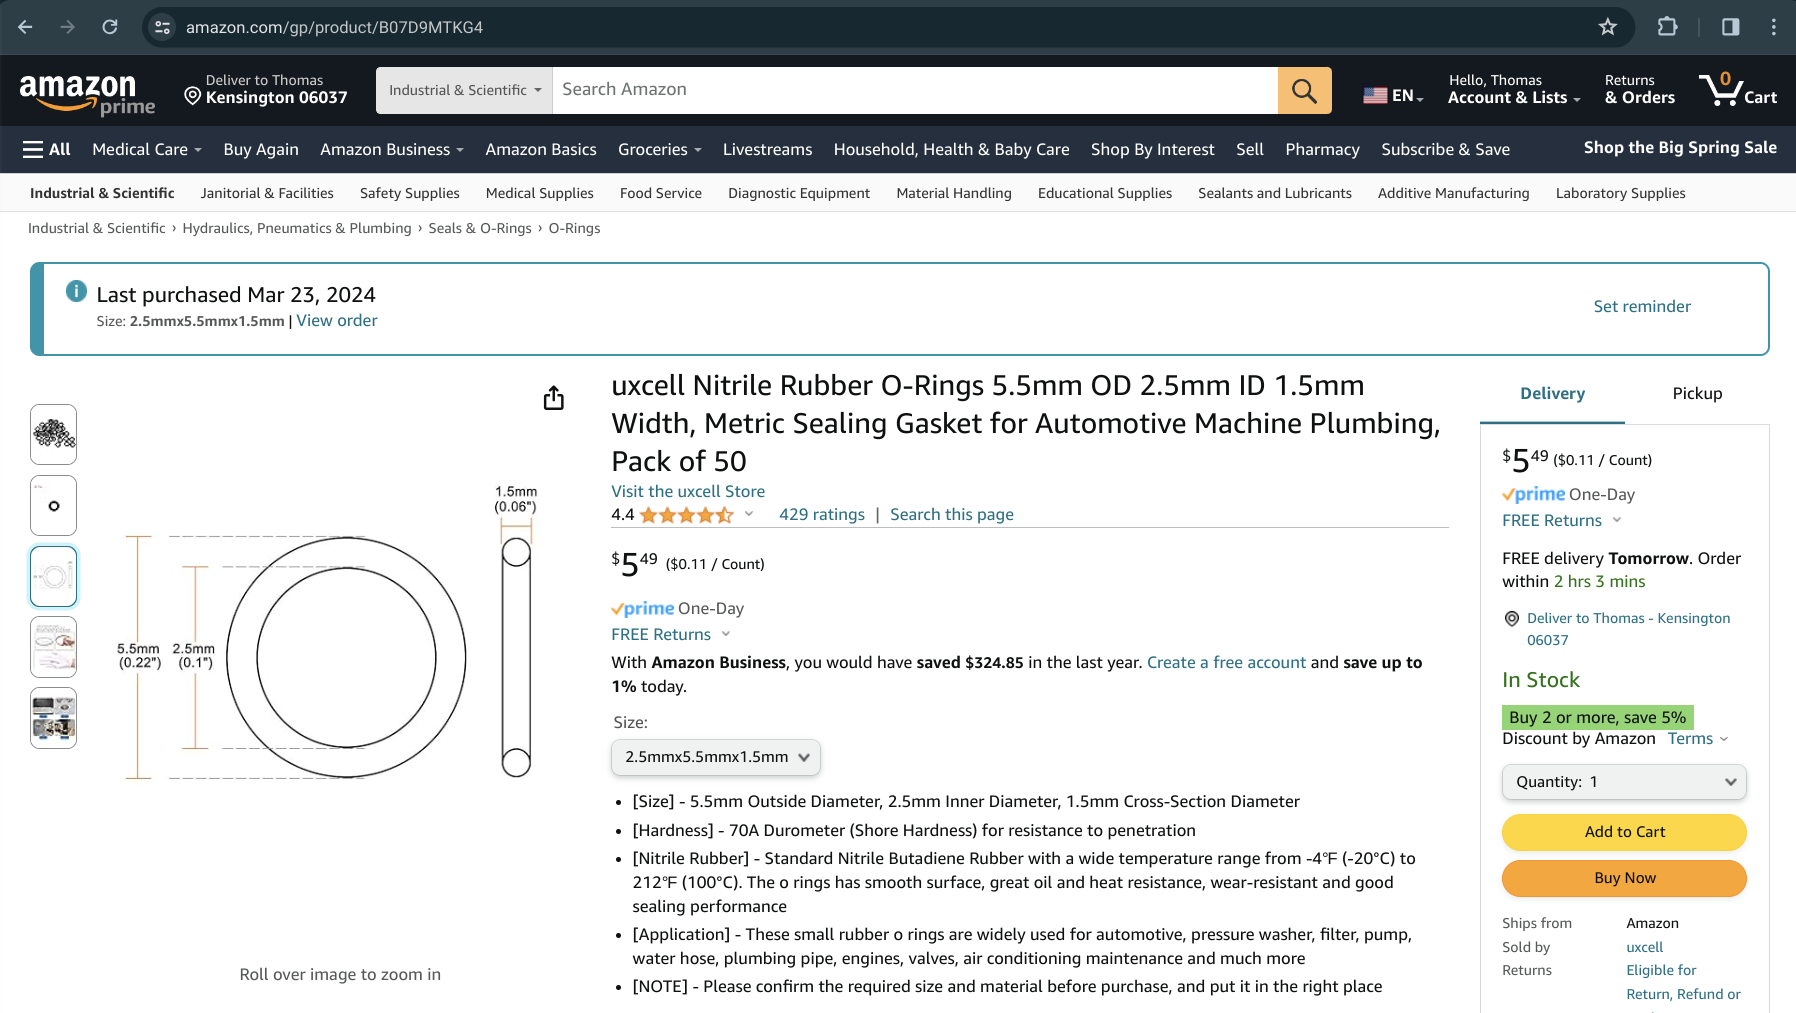 amazon.com/gp/product/B07D9MTKG4
amazon prime
Deliver to Thomas
Kensington 06037
Industrial & Scientific
Search Amazon
EN
Hello, Thomas
Account & Lists
Returns
& Orders
0
Cart
All Medical Care Buy Again Amazon Business Amazon Basics Groceries Livestreams Household, Health & Baby Care Shop By Interest Sell Pharmacy Subscribe & Save Shop the Big Spring Sale
Industrial & Scientific Janitorial & Facilities Safety Supplies Medical Supplies Food Service Diagnostic Equipment Material Handling Educational Supplies Sealants and Lubricants Additive Manufacturing Laboratory Supplies
Industrial & Scientific › Hydraulics, Pneumatics & Plumbing › Seals & O-Rings › O-Rings
Last purchased Mar 23, 2024
Size: 2.5mmx5.5mmx1.5mm | View order
Set reminder
1.5mm
(0.06")
5.5mm
(0.22")
2.5mm
(0.1")
Roll over image to zoom in
uxcell Nitrile Rubber O-Rings 5.5mm OD 2.5mm ID 1.5mm
Width, Metric Sealing Gasket for Automotive Machine Plumbing,
Pack of 50
Visit the uxcell Store
4.4 429 ratings | Search this page
$5 49 ($0.11 / Count)
prime One-Day
FREE Returns
With Amazon Business, you would have saved $324.85 in the last year. Create a free account and save up to
1% today.
Size:
2.5mmx5.5mmx1.5mm
• [Size] - 5.5mm Outside Diameter, 2.5mm Inner Diameter, 1.5mm Cross-Section Diameter
• [Hardness] - 70A Durometer (Shore Hardness) for resistance to penetration
• [Nitrile Rubber] - Standard Nitrile Butadiene Rubber with a wide temperature range from -4℉ (-20°C) to
212℉ (100°C). The o rings has smooth surface, great oil and heat resistance, wear-resistant and good
sealing performance
• [Application] - These small rubber o rings are widely used for automotive, pressure washer, filter, pump,
water hose, plumbing pipe, engines, valves, air conditioning maintenance and much more
• [NOTE] - Please confirm the required size and material before purchase, and put it in the right place
Delivery Pickup
$5 49 ($0.11 / Count)
prime One-Day
FREE Returns
FREE delivery Tomorrow. Order
within 2 hrs 3 mins
Deliver to Thomas - Kensington
06037
In Stock
Buy 2 or more, save 5%
Discount by Amazon Terms
Quantity: 1
Add to Cart
Buy Now
Ships from Amazon
Sold by uxcell
Returns Eligible for
Return, Refund or